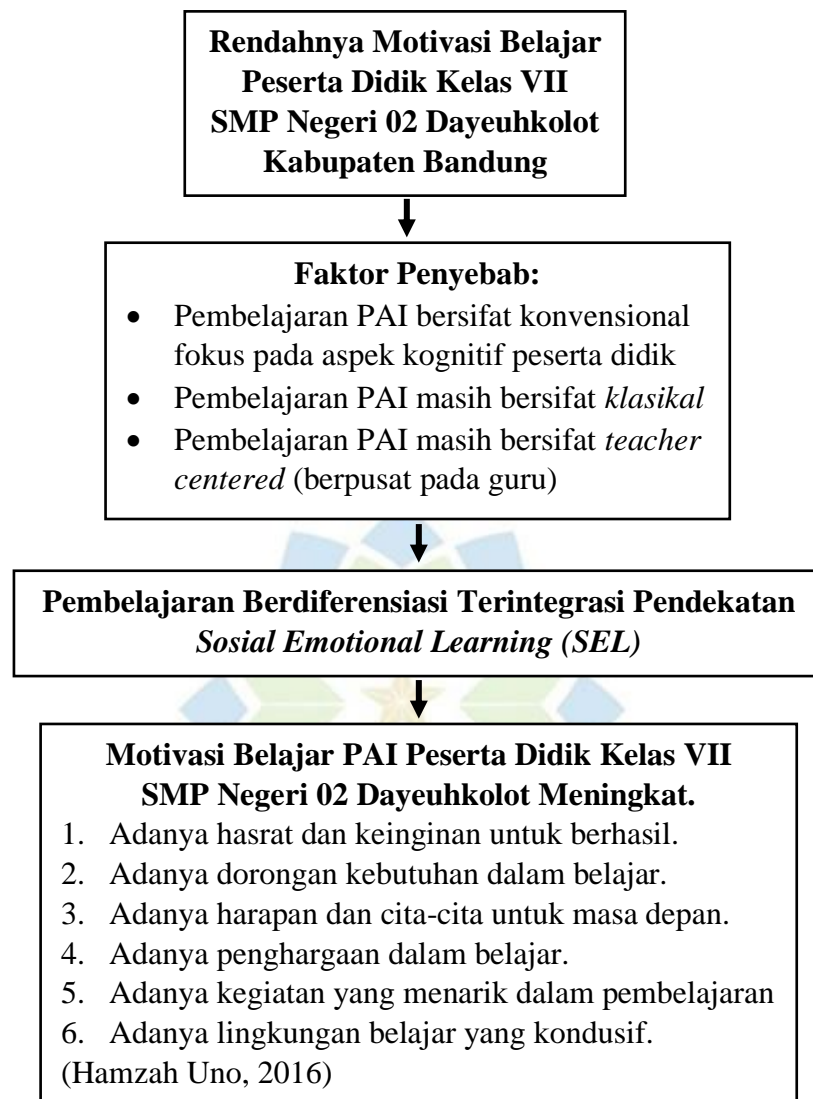 Rendahnya Motivasi Belajar
Peserta Didik Kelas VII
SMP Negeri 02 Dayeuhkolot
Kabupaten Bandung
Faktor Penyebab:
• Pembelajaran PAI bersifat konvensional
fokus pada aspek kognitif peserta didik
• Pembelajaran PAI masih bersifat klasikal
• Pembelajaran PAI masih bersifat teacher
centered (berpusat pada guru)
Pembelajaran Berdiferensiasi Terintegrasi Pendekatan
Sosial Emotional Learning (SEL)
Motivasi Belajar PAI Peserta Didik Kelas VII
SMP Negeri 02 Dayeuhkolot Meningkat.
1. Adanya hasrat dan keinginan untuk berhasil.
2. Adanya dorongan kebutuhan dalam belajar.
3. Adanya harapan dan cita-cita untuk masa depan.
4. Adanya penghargaan dalam belajar.
5. Adanya kegiatan yang menarik dalam pembelajaran
6. Adanya lingkungan belajar yang kondusif.
(Hamzah Uno, 2016)